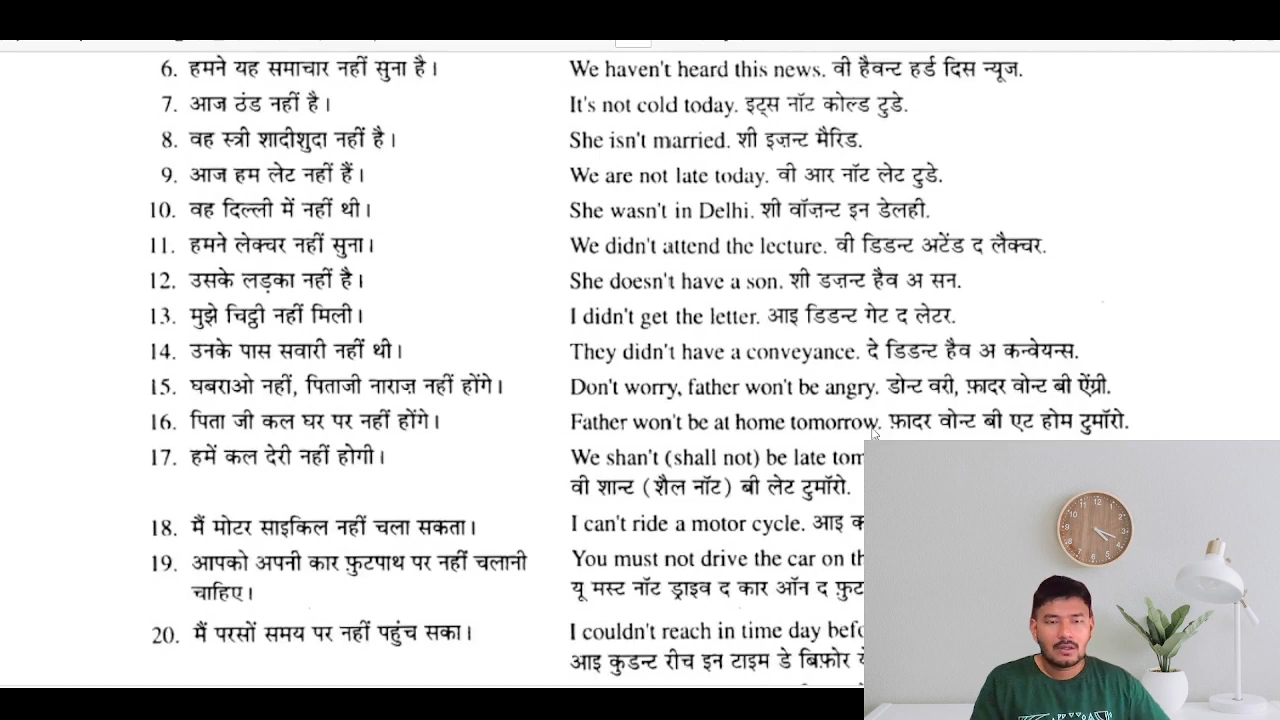 6. हमने यह समाचार नहीं सुना है। We haven't heard this news. वी हैवन्ट हर्ड दिस न्यूज.
7. आज ठंड नहीं है। It's not cold today. इट्स नॉट कोल्ड टुडे.
8. वह स्त्री शादीशुदा नहीं है। She isn't married. शी इज़न्ट मैरिड.
9. आज हम लेट नहीं हैं। We are not late today. वी आर नॉट लेट टुडे.
10. वह दिल्ली में नहीं थी। She wasn't in Delhi. शी वॉज़न्ट इन डेलही.
11. हमने लेक्चर नहीं सुना। We didn't attend the lecture. वी डिडन्ट अटेंड द लैक्चर.
12. उसके लड़का नहीं है। She doesn't have a son. शी डज़न्ट हैव अ सन.
13. मुझे चिट्ठी नहीं मिली। I didn't get the letter. आइ डिडन्ट गेट द लेटर.
14. उनके पास सवारी नहीं थी। They didn't have a conveyance. दे डिडन्ट हैव अ कन्वेयन्स.
15. घबराओ नहीं, पिताजी नाराज़ नहीं होंगे। Don't worry, father won't be angry. डोन्ट वरी, फ़ादर वोन्ट बी ऐंग्री.
16. पिता जी कल घर पर नहीं होंगे। Father won't be at home tomorrow. फ़ादर वोन्ट बी एट होम टुमॉरो.
17. हमें कल देरी नहीं होगी। We shan't (shall not) be late tom
वी शान्ट (शैल नॉट) बी लेट टुमॉरो.
18. मैं मोटर साइकिल नहीं चला सकता। I can't ride a motor cycle. आइ क
19. आपको अपनी कार फ़ुटपाथ पर नहीं चलानी You must not drive the car on th
चाहिए। यू मस्ट नॉट ड्राइव द कार ऑन द फ़ुट
20. मैं परसों समय पर नहीं पहुंच सका। I couldn't reach in time day befo
आइ कुडन्ट रीच इन टाइम डे बिफ़ोर